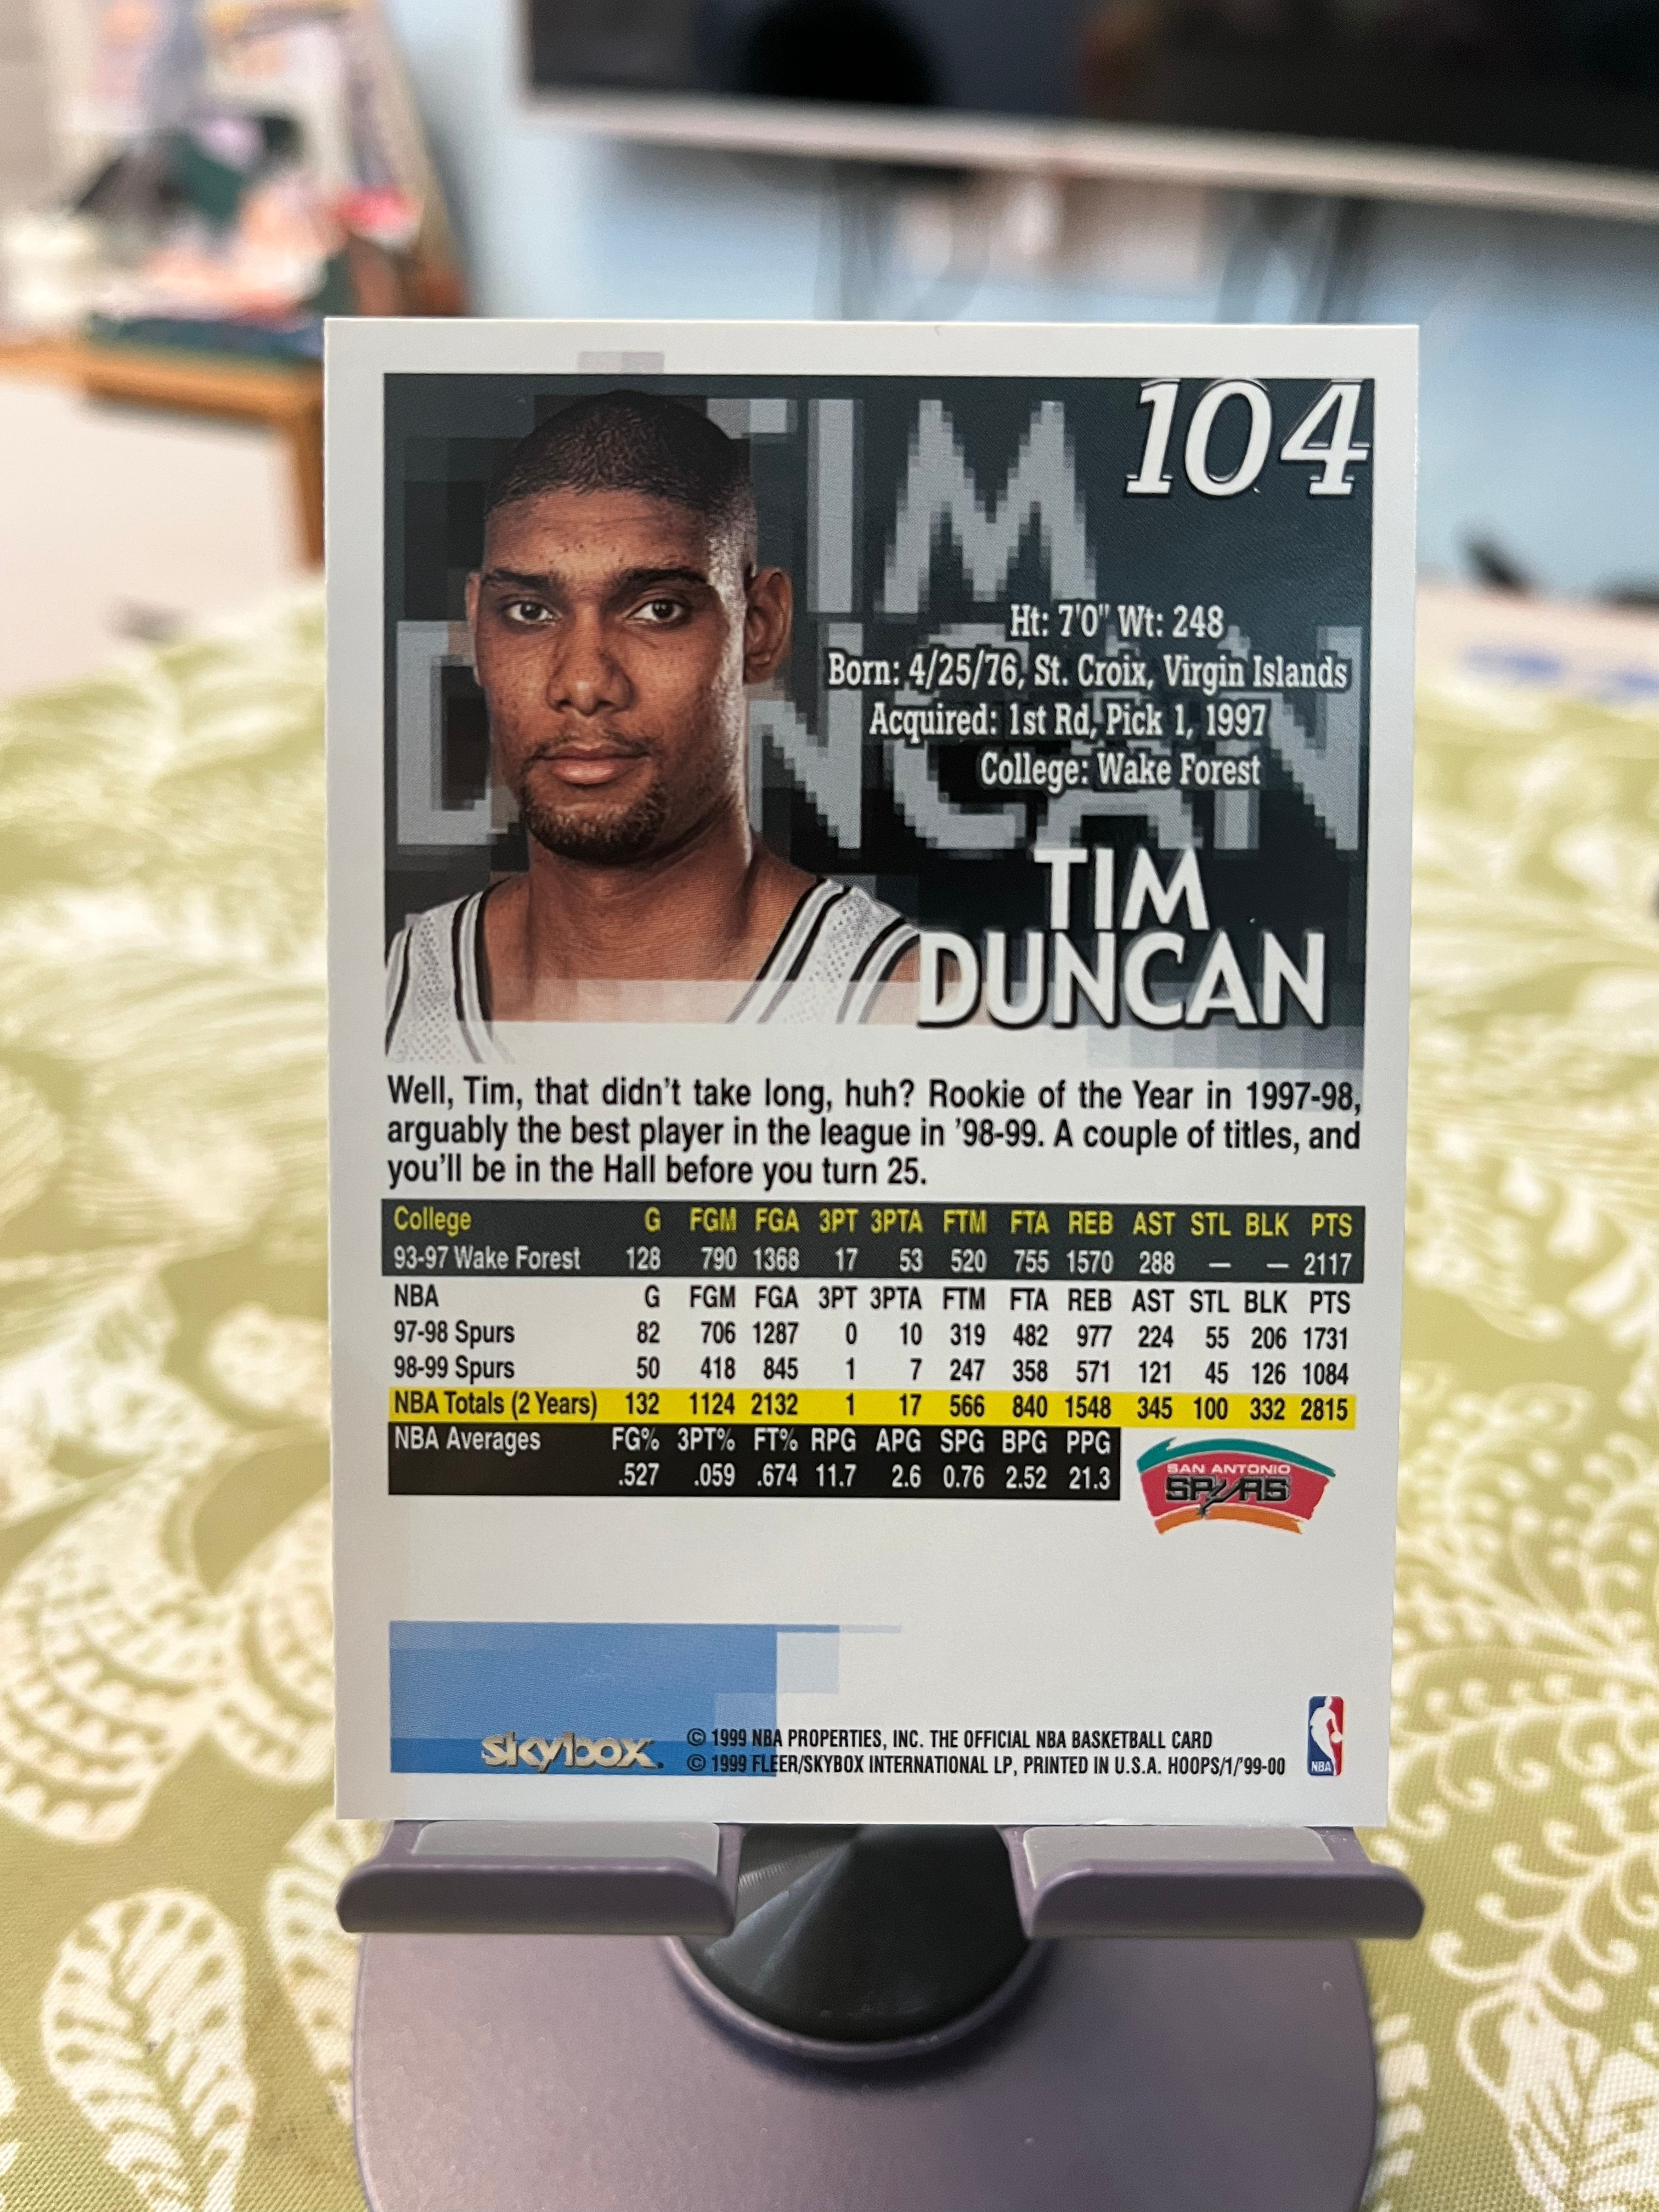 104
TIM
DUNCAN
Ht: 7'0" Wt: 248
Born: 4/25/76, St. Croix, Virgin Islands
Acquired: 1st Rd, Pick 1, 1997
College: Wake Forest
TIM
DUNCAN
Well, Tim, that didn't take long, huh? Rookie of the Year in 1997-98,
arguably the best player in the league in '98-99. A couple of titles, and
you'll be in the Hall before you turn 25.
College G FGM FGA 3PT 3PTA FTM FTA REB AST STL BLK PTS
93-97 Wake Forest 128 790 1368 17 53 520 755 1570 288 — — 2117
NBA G FGM FGA 3PT 3PTA FTM FTA REB AST STL BLK PTS
97-98 Spurs 82 706 1287 0 10 319 482 977 224 55 206 1731
98-99 Spurs 50 418 845 1 7 247 358 571 121 45 126 1084
NBA Totals (2 Years) 132 1124 2132 1 17 566 840 1548 345 100 332 2815
NBA Averages FG% 3PT% FT% RPG APG SPG BPG PPG
.527 .059 .674 11.7 2.6 0.76 2.52 21.3
SAN ANTONIO
SPURS
skybox.
© 1999 NBA PROPERTIES, INC. THE OFFICIAL NBA BASKETBALL CARD
© 1999 FLEER/SKYBOX INTERNATIONAL LP, PRINTED IN U.S.A. HOOPS/1/'99-00
NBA